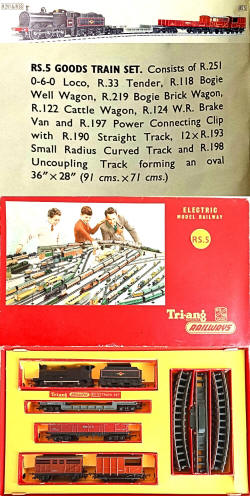 RS.5 GOODS TRAIN SET. Consists of R.251
0-6-0 Loco, R.33 Tender, R.118 Bogie
Well Wagon, R.219 Bogie Brick Wagon,
R.122 Cattle Wagon, R.124 W.R. Brake
Van and R.197 Power Connecting Clip
with R.190 Straight Track, 12xR.193
Small Radius Curved Track and R.198
Uncoupling Track forming an oval
36"×28" (91 cms.×71 cms.)
ELECTRIC
MODEL RAILWAY
RS.5
Tri-ang
RAILWAYS
Tri-ang